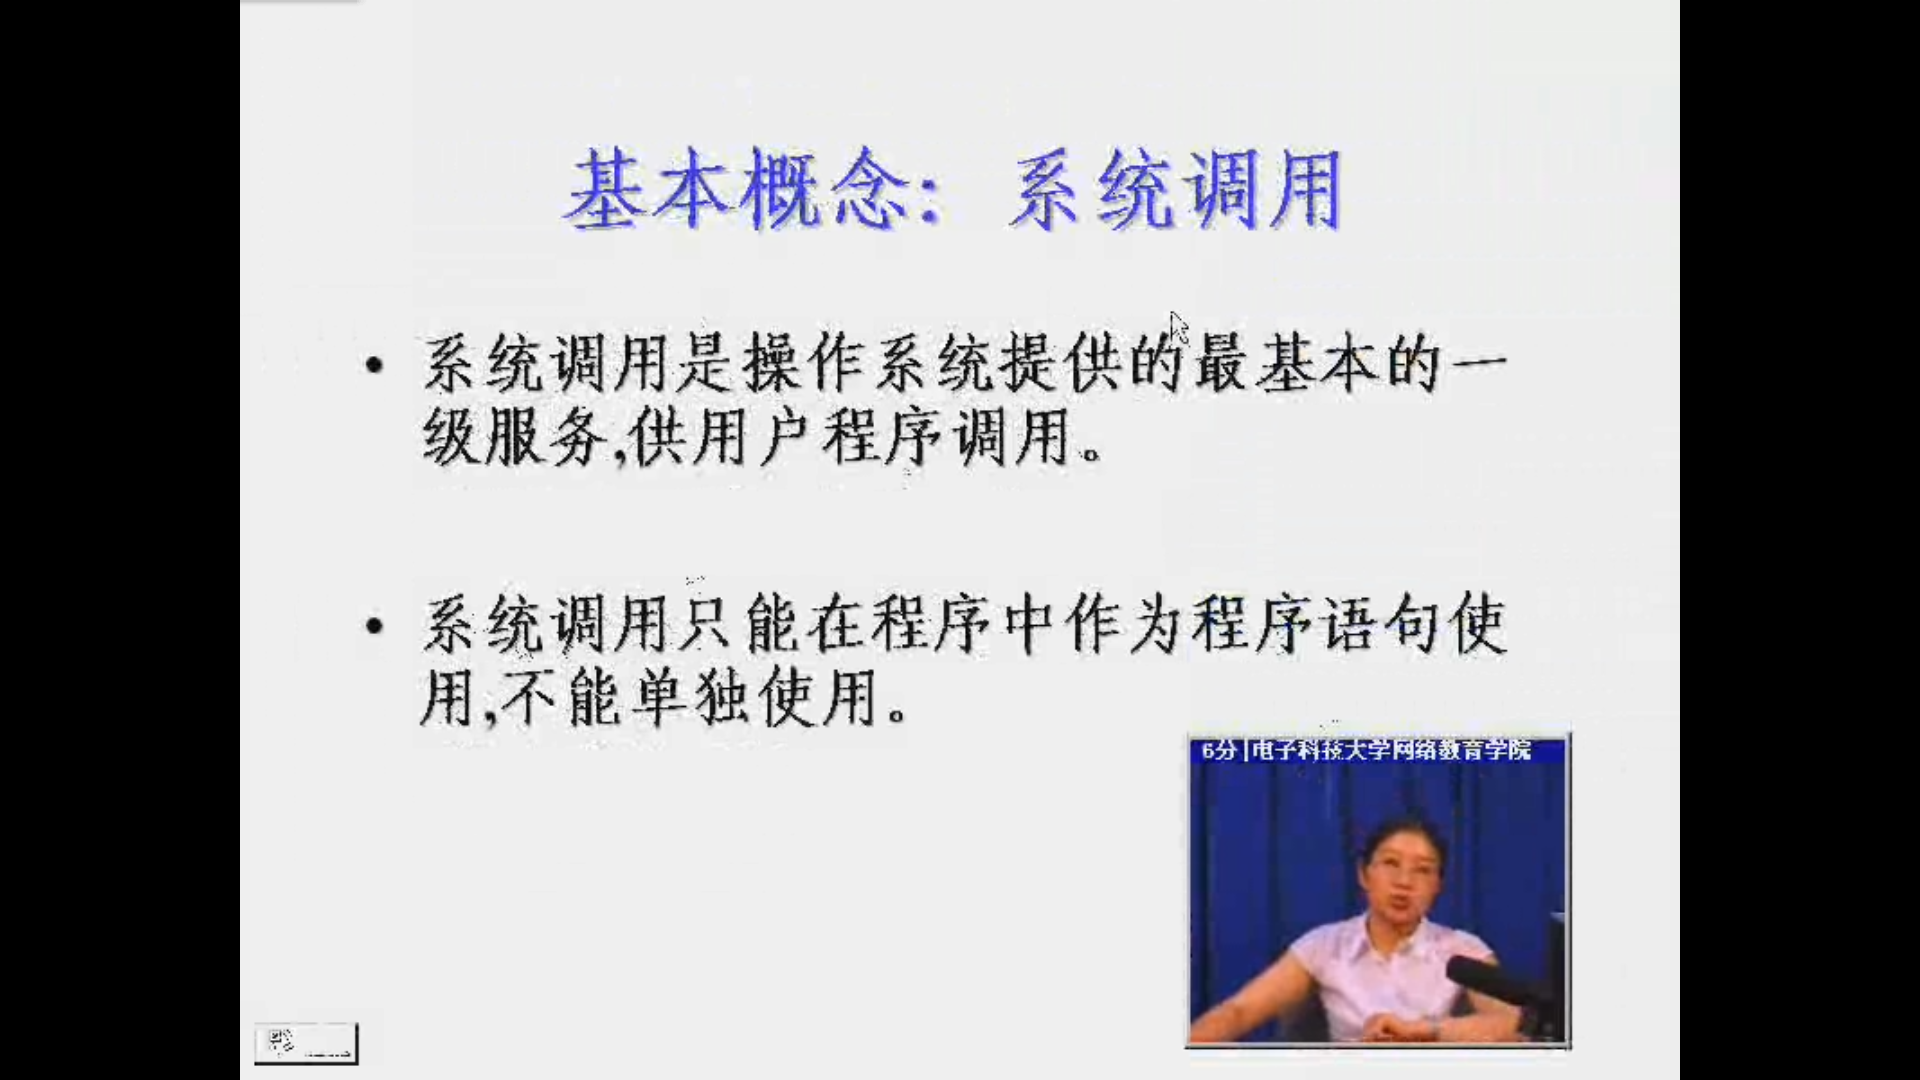 基本概念：系统调用
• 系统调用是操作系统提供的最基本的一
级服务,供用户程序调用。
• 系统调用只能在程序中作为程序语句使
用,不能单独使用。
6分|电子科技大学网络教育学院